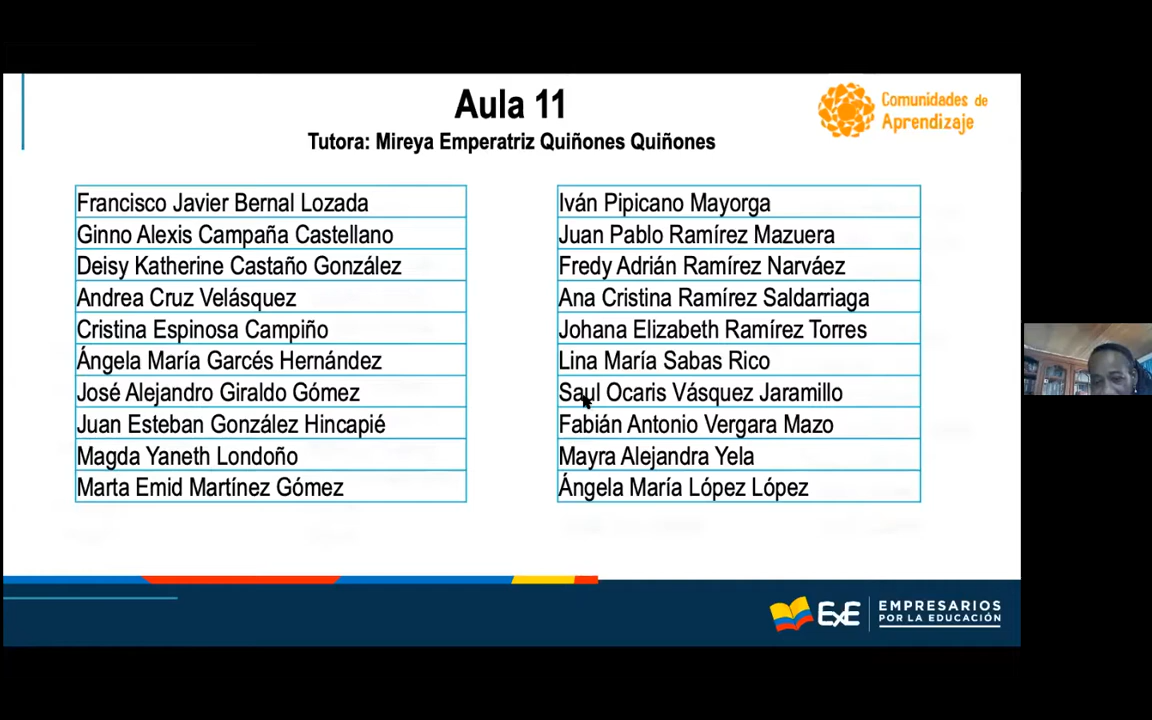 Aula 11
Tutora: Mireya Emperatriz Quiñones Quiñones
Comunidades de
Aprendizaje
Francisco Javier Bernal Lozada
Ginno Alexis Campaña Castellano
Deisy Katherine Castaño González
Andrea Cruz Velásquez
Cristina Espinosa Campiño
Ángela María Garcés Hernández
José Alejandro Giraldo Gómez
Juan Esteban González Hincapié
Magda Yaneth Londoño
Marta Emid Martínez Gómez
Iván Pipicano Mayorga
Juan Pablo Ramírez Mazuera
Fredy Adrián Ramírez Narváez
Ana Cristina Ramírez Saldarriaga
Johana Elizabeth Ramírez Torres
Lina María Sabas Rico
Saul Ocaris Vásquez Jaramillo
Fabián Antonio Vergara Mazo
Mayra Alejandra Yela
Ángela María López López
ExE
EMPRESARIOS
POR LA EDUCACIÓN